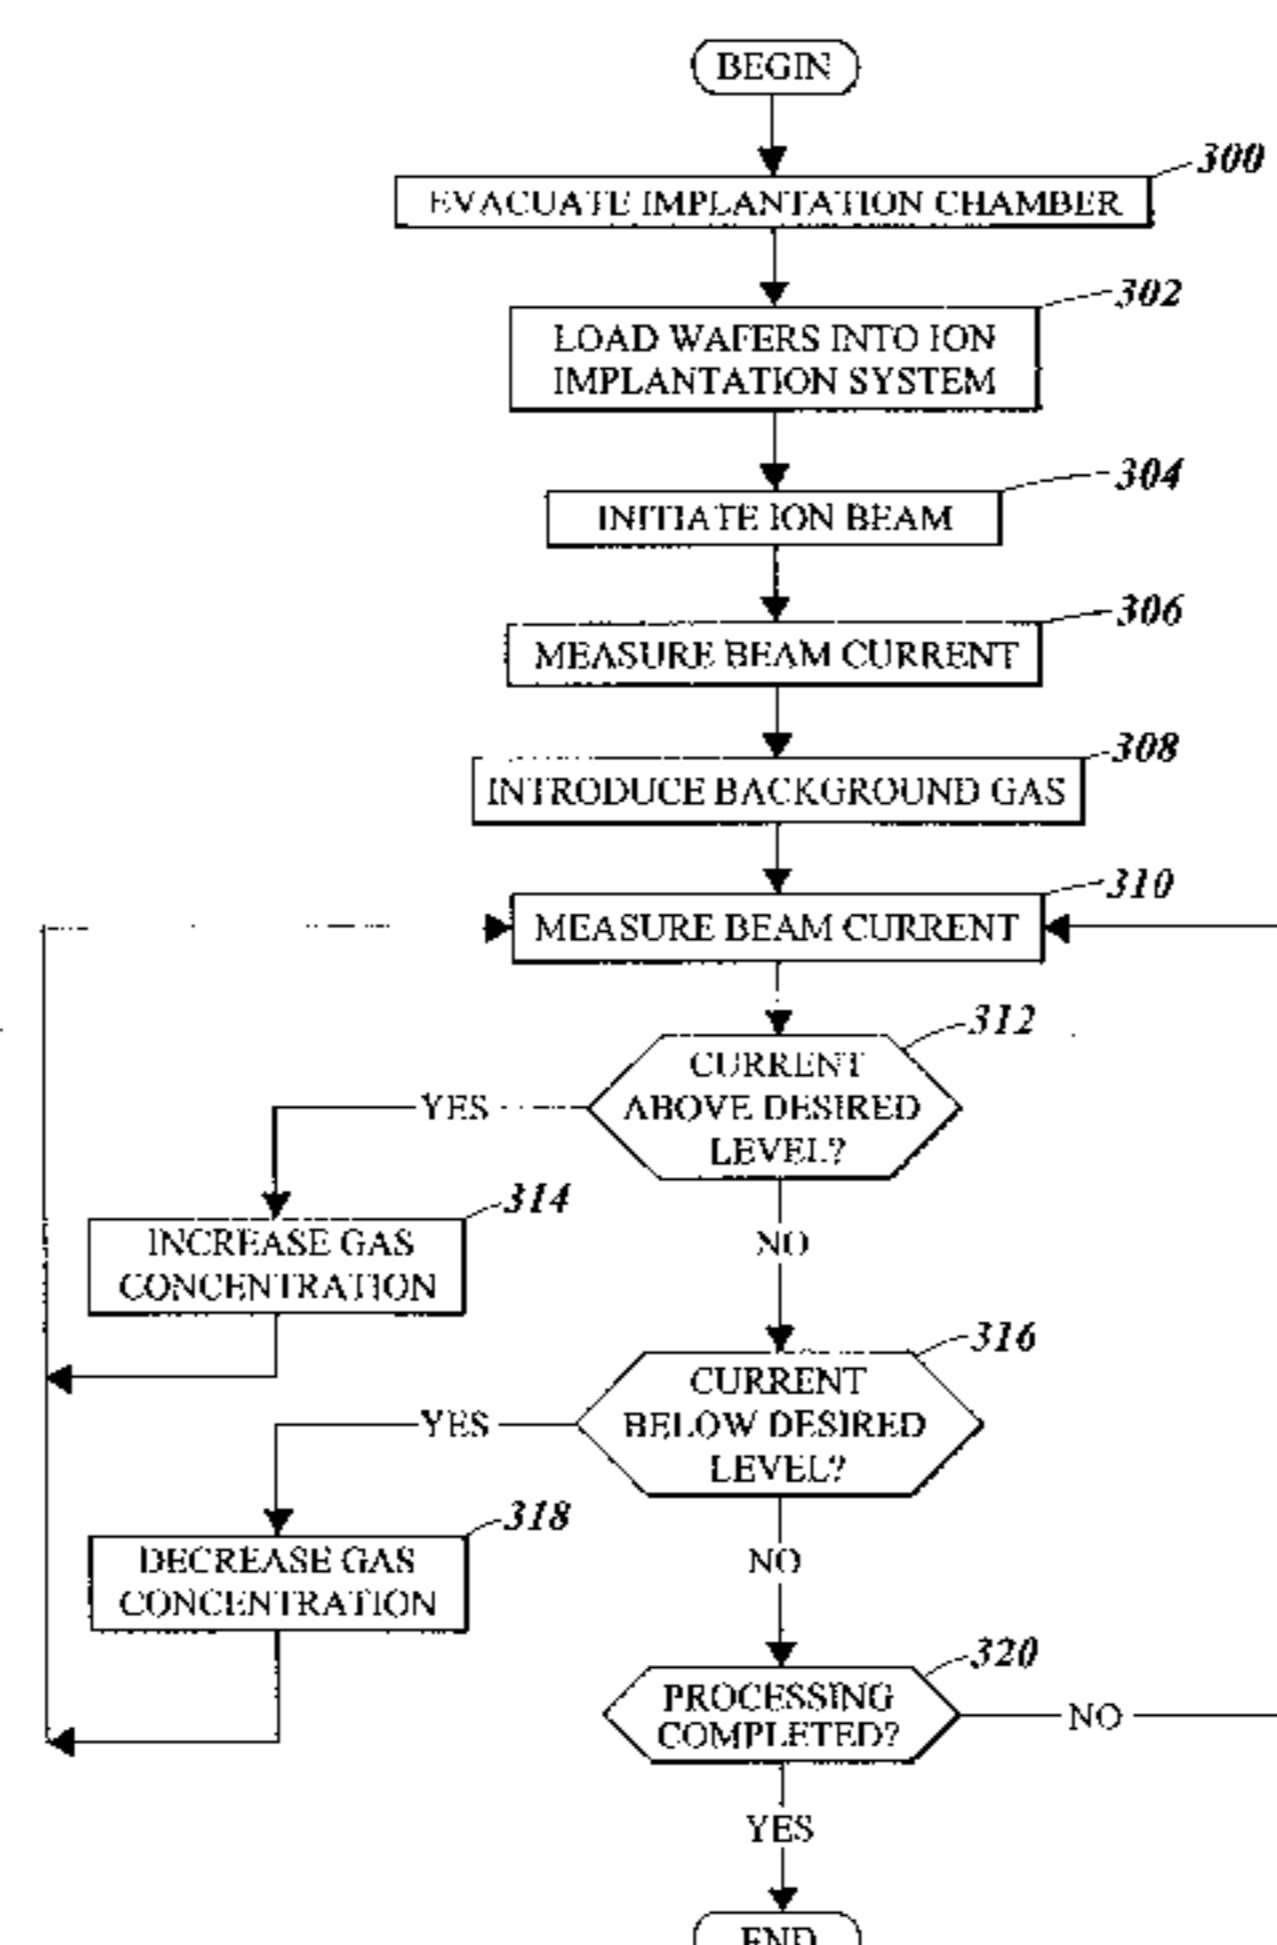 BEGIN
300
EVACUATE IMPLANTATION CHAMBER
302
LOAD WAFERS INTO ION
IMPLANTATION SYSTEM
304
INITIATE ION BEAM
306
MEASURE BEAM CURRENT
308
INTRODUCE BACKGROUND GAS
310
MEASURE BEAM CURRENT
312
CURRENT
ABOVE DESIRED
LEVEL?
YES
314
INCREASE GAS
CONCENTRATION
NO
316
CURRENT
BELOW DESIRED
LEVEL?
YES
318
DECREASE GAS
CONCENTRATION
NO
320
PROCESSING
COMPLETED?
NO
YES
END